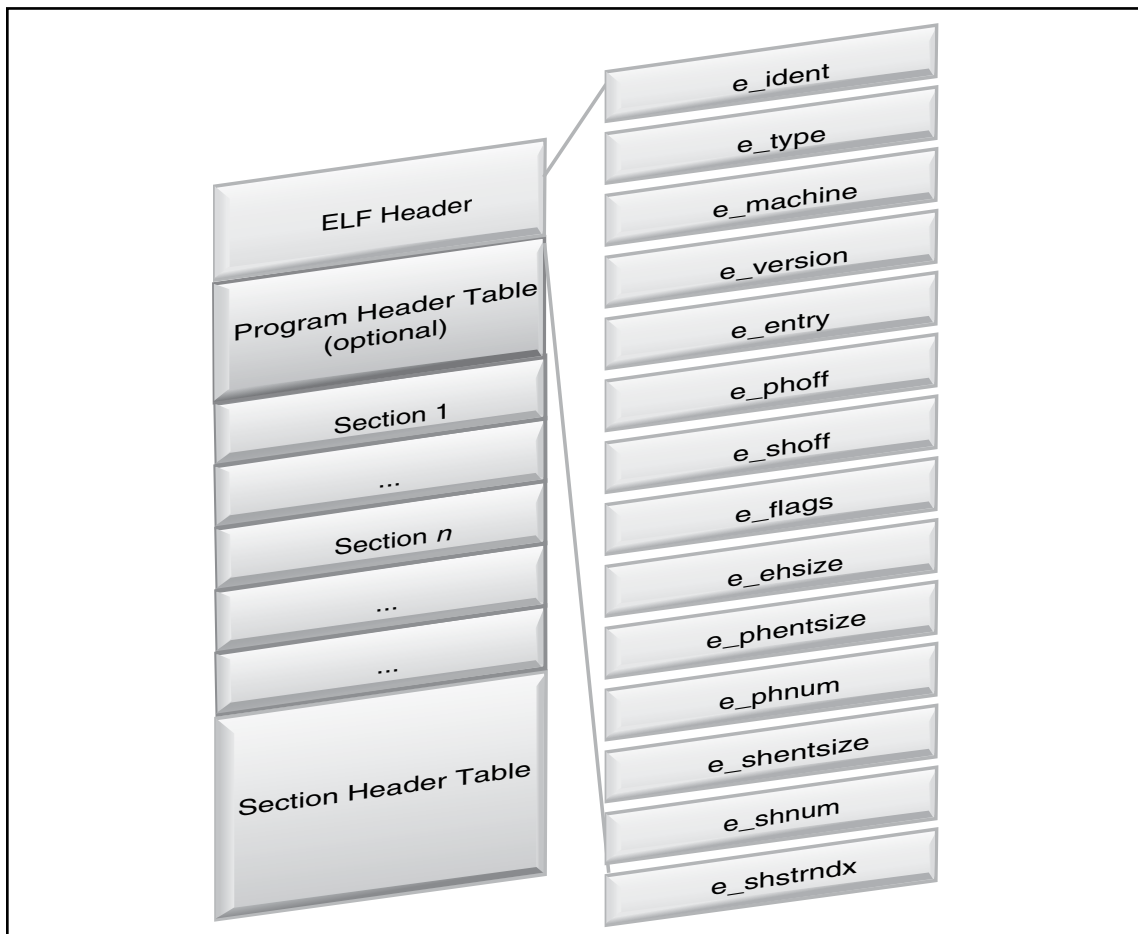 ELF Header
Program Header Table
(optional)
Section 1
...
Section n
...
...
Section Header Table
e_ident
e_type
e_machine
e_version
e_entry
e_phoff
e_shoff
e_flags
e_ehsize
e_phentsize
e_phnum
e_shentsize
e_shnum
e_shstrndx